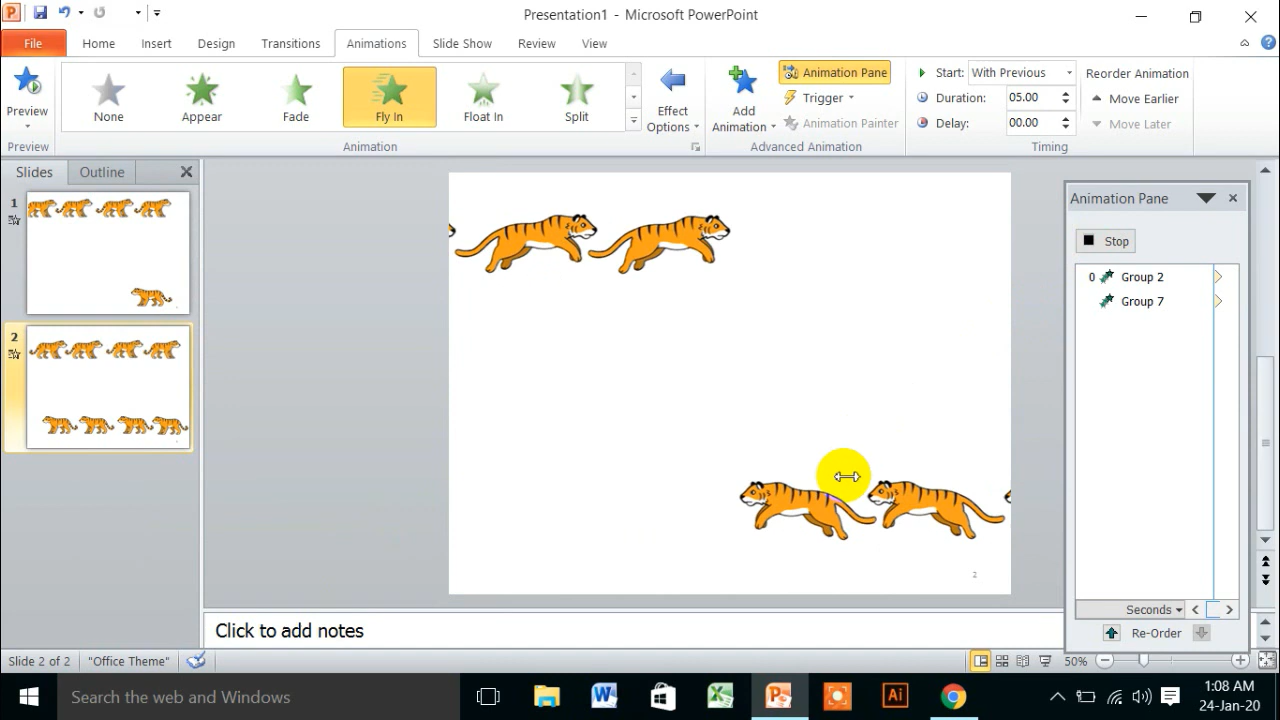 Presentation1 - Microsoft PowerPoint
File Home Insert Design Transitions Animations Slide Show Review View
Preview
None
Appear
Fade
Fly In
Float In
Split
Effect
Options
Add
Animation
Animation Pane
Trigger
Animation Painter
Start: With Previous
Duration: 05.00
Delay: 00.00
Reorder Animation
Move Earlier
Move Later
Preview
Animation
Advanced Animation
Timing
Slides Outline
1
2
2
Animation Pane
Stop
0 Group 2
Group 7
Seconds
Re-Order
Click to add notes
Slide 2 of 2
"Office Theme"
50%
Search the web and Windows
1:08 AM
24-Jan-20